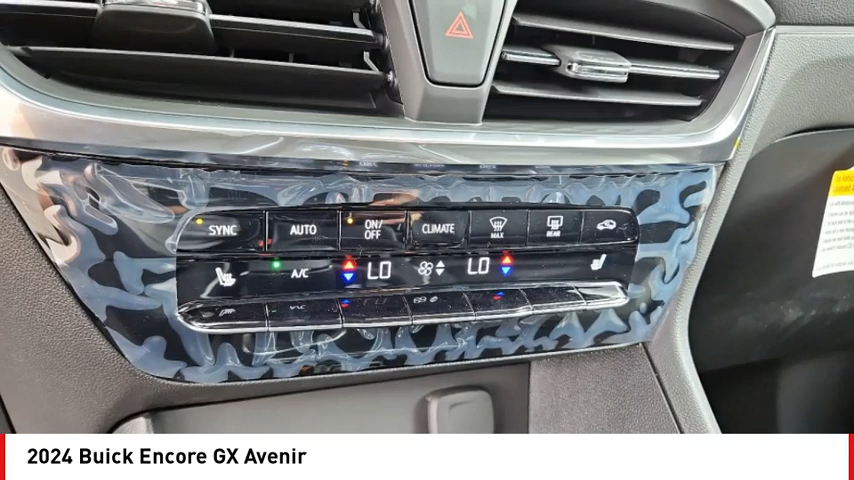 SYNC AUTO ON/ CLIMATE MAX REAR
OFF
A/C LO LO
2024 Buick Encore GX Avenir